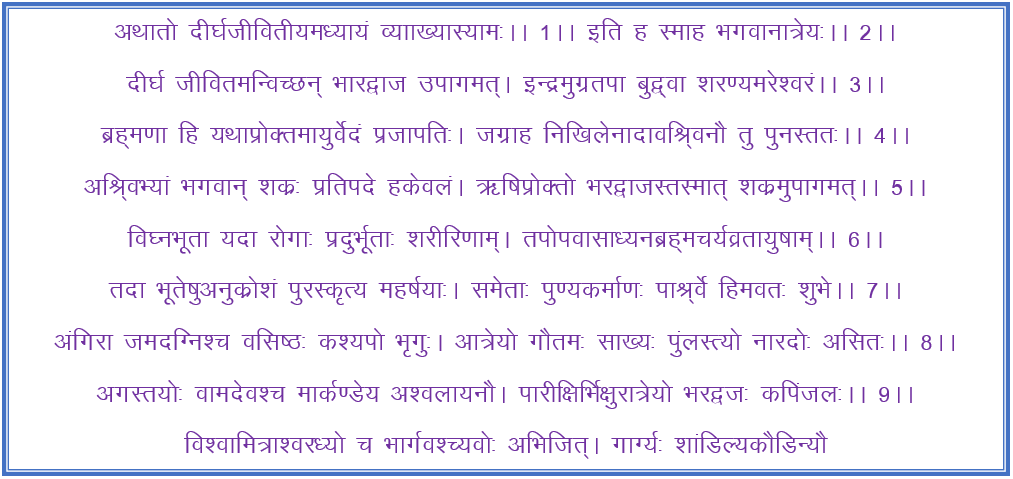 अथातो दीर्घजीवितीयमध्यायं व्यााख्यास्यामः।। 1।। इति ह स्माह भगवानात्रेयः।। 2।।
दीर्घ जीवितमन्विच्छन् भारद्वाज उपागमत्। इन्द्रमुग्रतपा बुद्व्वा शरण्यमरेश्वरं।। 3।।
ब्रह्मणा हि यथाप्रोक्तमायुर्वेदं प्रजापतिः। जग्राह निखिलेनादावश्र्विनौ तु पुनस्ततः।। 4।।
अश्र्विभ्यां भगवान् शक्रः प्रतिपदे हकेवलं। ऋषिप्रोक्तो भरद्वाजस्तस्मात् शक्रमुपागमत्।। 5।।
विघ्नभूता यदा रोगाः प्रदुर्भूताः शरीरिणाम्। तपोपवासाध्यनब्रह्मचर्यव्रतायुषाम्।। 6।।
तदा भूतेषुअनुक्रोशं पुरस्कृत्य महर्षयाः। समेताः पुण्यकर्माणः पाश्र्वे हिमवतः शुभे।। 7।।
अंगिरा जमदग्निश्च वसिष्ठः कश्यपो भृगुः। आत्रेयो गौतमः साख्यः पुंलस्त्यो नारदोः असितः।। 8।।
अगस्तयोः वामदेवश्च मार्कण्डेय अश्वलायनौ। पारीक्षिर्भिक्षुरात्रेयो भरद्वजः कपिंजलः।। 9।।
विश्वामित्राश्वरध्यो च भार्गवश्च्यवोः अभिजित्। गार्ग्यः शांडिल्यकौडिन्यौ